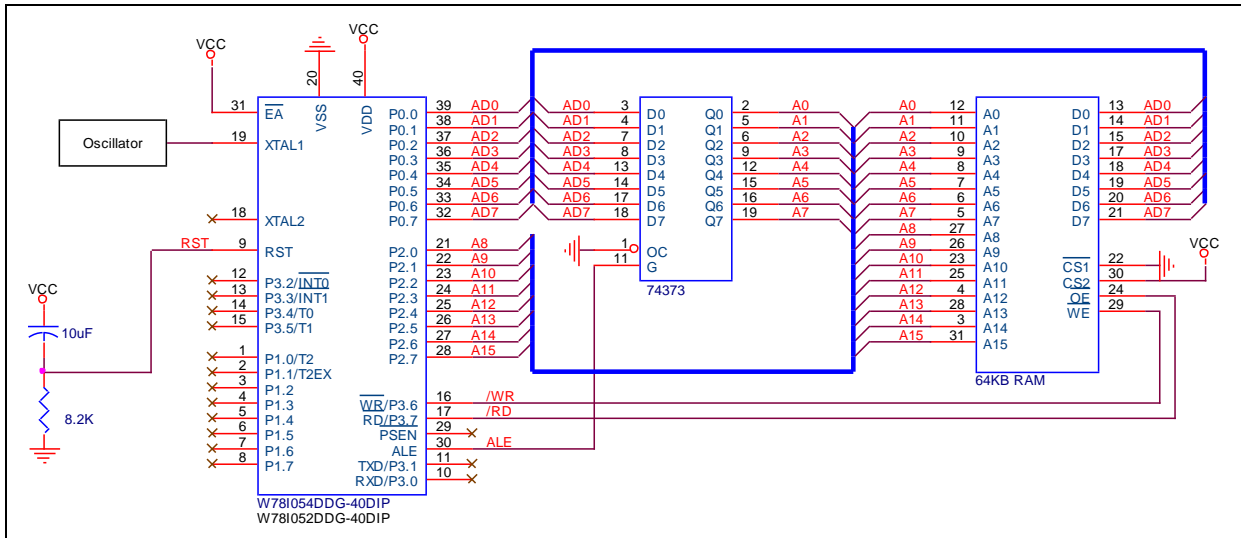 VCC
VCC
Oscillator
31
19
18
9
12
13
14
15
1
2
3
4
5
6
7
8
RST
VCC
10uF
8.2K
20
40
VSS
VDD
EA
XTAL1
XTAL2
RST
P3.2/INT0
P3.3/INT1
P3.4/T0
P3.5/T1
P1.0/T2
P1.1/T2EX
P1.2
P1.3
P1.4
P1.5
P1.6
P1.7
P0.0 39 AD0
P0.1 38 AD1
P0.2 37 AD2
P0.3 36 AD3
P0.4 35 AD4
P0.5 34 AD5
P0.6 33 AD6
P0.7 32 AD7
P2.0 21 A8
P2.1 22 A9
P2.2 23 A10
P2.3 24 A11
P2.4 25 A12
P2.5 26 A13
P2.6 27 A14
P2.7 28 A15
WR/P3.6 16 /WR
RD/P3.7 17 /RD
PSEN 29
ALE 30 ALE
TXD/P3.1 11
RXD/P3.0 10
W78I054DDG-40DIP
W78I052DDG-40DIP
AD0 3 D0 Q0 2 A0
AD1 4 D1 Q1 5 A1
AD2 7 D2 Q2 6 A2
AD3 8 D3 Q3 9 A3
AD4 13 D4 Q4 12 A4
AD5 14 D5 Q5 15 A5
AD6 17 D6 Q6 16 A6
AD7 18 D7 Q7 19 A7
1 OC
11 G
74373
A0 12 A0 D0 13 AD0
A1 11 A1 D1 14 AD1
A2 10 A2 D2 15 AD2
A3 9 A3 D3 17 AD3
A4 8 A4 D4 18 AD4
A5 7 A5 D5 19 AD5
A6 6 A6 D6 20 AD6
A7 5 A7 D7 21 AD7
A8 27 A8
A9 26 A9
A10 23 A10 CS1 22
A11 25 A11 CS2 30
A12 4 A12 OE 24
A13 28 A13 WE 29
A14 3 A14
A15 31 A15
VCC
64KB RAM